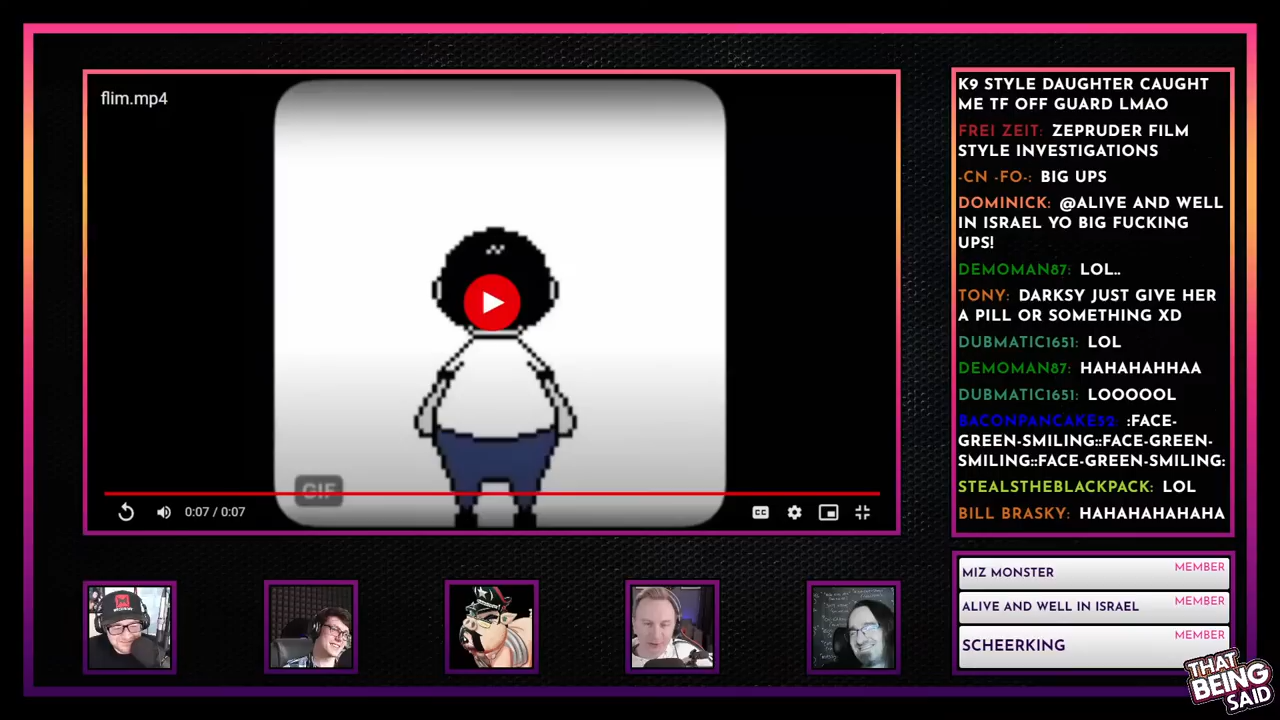 flim.mp4
GIF
0:07 / 0:07
CC
K9 STYLE DAUGHTER CAUGHT
ME TF OFF GUARD LMAO
FREI ZEIT: ZEPRUDER FILM
STYLE INVESTIGATIONS
-CN -FO-: BIG UPS
DOMINICK: @ALIVE AND WELL
IN ISRAEL YO BIG FUCKING
UPS!
DEMOMAN87: LOL..
TONY: DARKSY JUST GIVE HER
A PILL OR SOMETHING XD
DUBMATIC1651: LOL
DEMOMAN87: HAHAHAHHAA
DUBMATIC1651: LOOOOOL
BACONPANCAKE52: :FACE-
GREEN-SMILING::FACE-GREEN-
SMILING::FACE-GREEN-SMILING:
STEALSTHEBLACKPACK: LOL
BILL BRASKY: HAHAHAHAHAHA
MIZ MONSTER MEMBER
ALIVE AND WELL IN ISRAEL MEMBER
SCHEERKING MEMBER
THAT
BEING
SAID